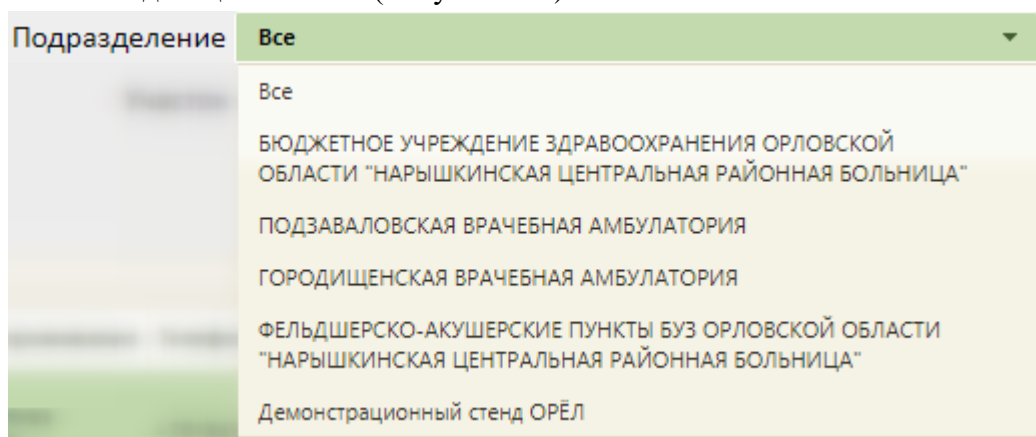 Подразделение Все
Все
БЮДЖЕТНОЕ УЧРЕЖДЕНИЕ ЗДРАВООХРАНЕНИЯ ОРЛОВСКОЙ
ОБЛАСТИ "НАРЫШКИНСКАЯ ЦЕНТРАЛЬНАЯ РАЙОННАЯ БОЛЬНИЦА"
ПОДЗАВАЛОВСКАЯ ВРАЧЕБНАЯ АМБУЛАТОРИЯ
ГОРОДИЩЕНСКАЯ ВРАЧЕБНАЯ АМБУЛАТОРИЯ
ФЕЛЬДШЕРСКО-АКУШЕРСКИЕ ПУНКТЫ БУЗ ОРЛОВСКОЙ ОБЛАСТИ
"НАРЫШКИНСКАЯ ЦЕНТРАЛЬНАЯ РАЙОННАЯ БОЛЬНИЦА"
Демонстрационный стенд ОРЁЛ